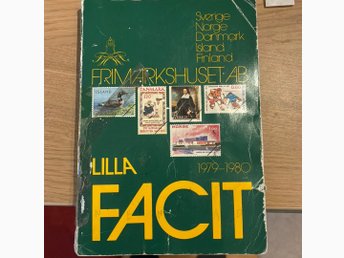 Sverige
Norge
Danmark
Island
Finland
FRIMÄRKSHUSET AB
ISLAND
DANMARK
NORGE
LILLA
1979-1980
FACIT